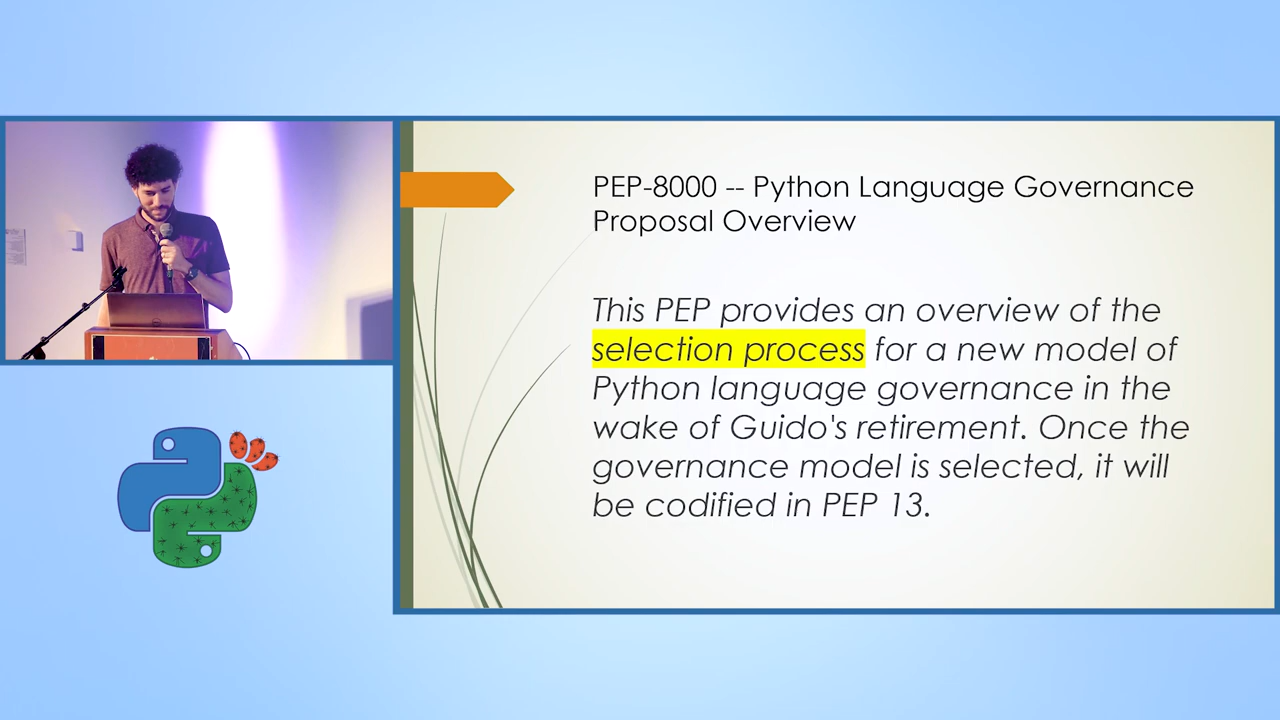 PEP-8000 -- Python Language Governance
Proposal Overview
This PEP provides an overview of the
selection process for a new model of
Python language governance in the
wake of Guido's retirement. Once the
governance model is selected, it will
be codified in PEP 13.